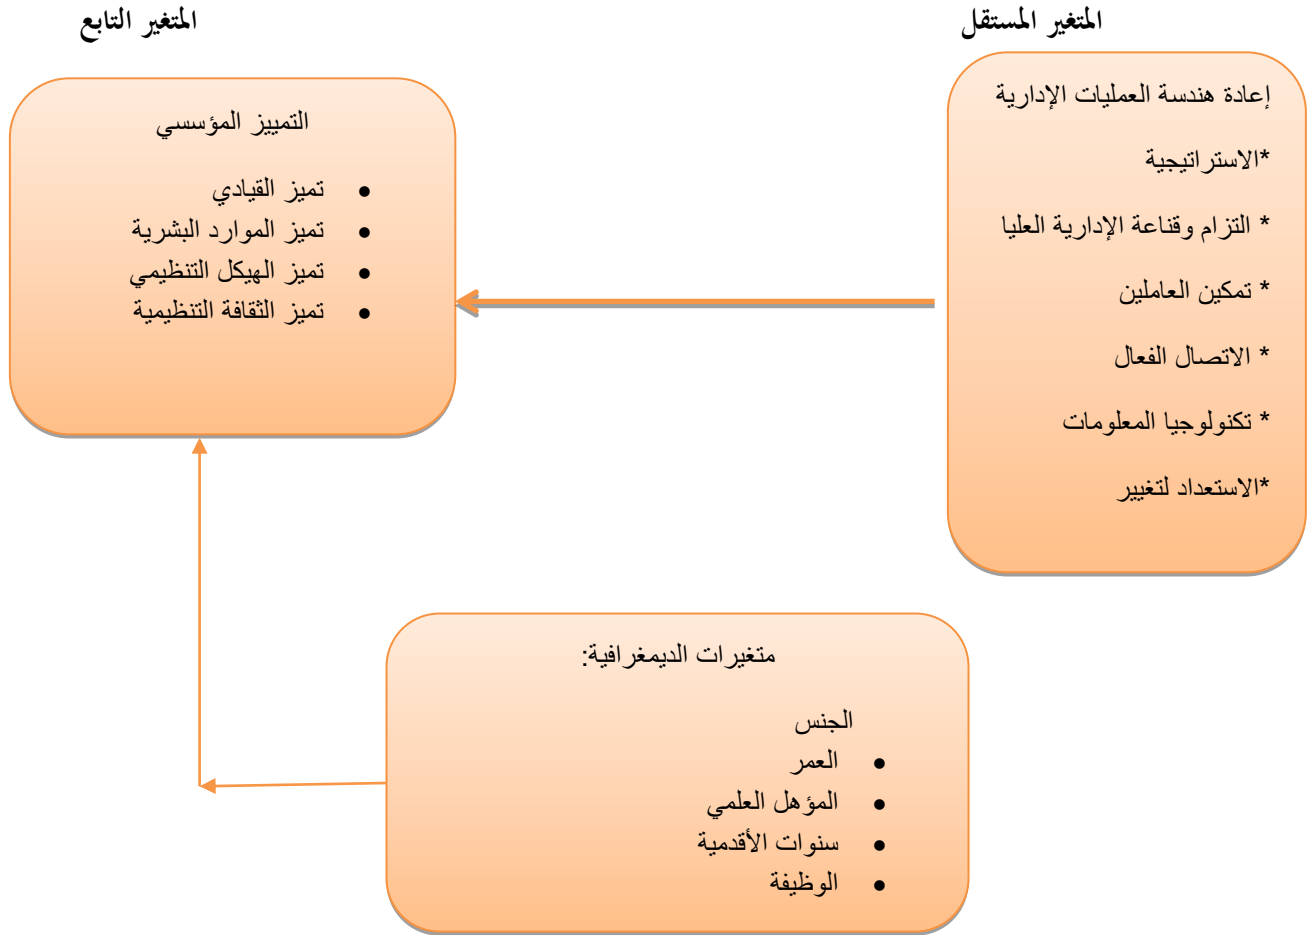 المتغير المستقل
المتغير التابع
إعادة هندسة العمليات الإدارية
*الاستراتيجية
* التزام وقناعة الإدارية العليا
* تمكين العاملين
* الاتصال الفعال
* تكنولوجيا المعلومات
*الاستعداد لتغيير
التمييز المؤسسي
• تميز القيادي
• تميز الموارد البشرية
• تميز الهيكل التنظيمي
• تميز الثقافة التنظيمية
متغيرات الديمغرافية:
الجنس
• العمر
• المؤهل العلمي
• سنوات الأقدمية
• الوظيفة